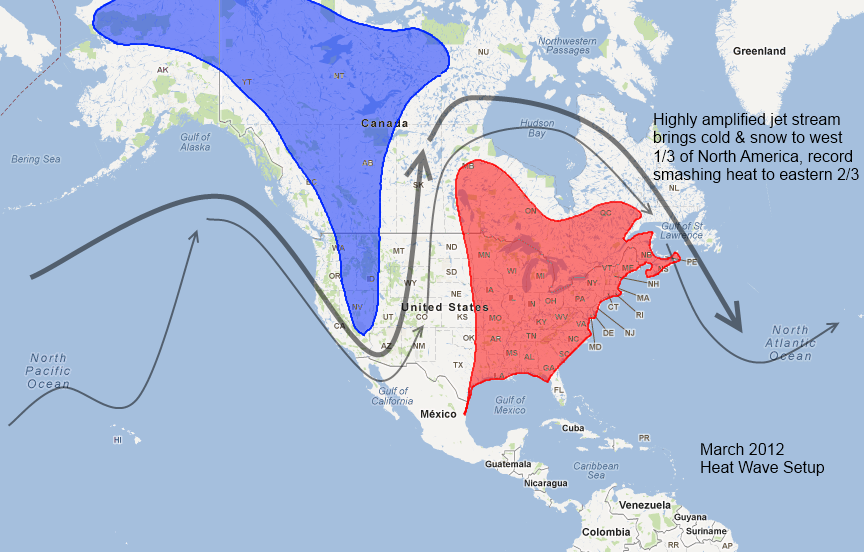 Greenland
Northwestern
Passages
NU
AK
YT
NT
Hudson
Bay
Canada
Highly amplified jet stream
brings cold & snow to west
1/3 of North America, record
smashing heat to eastern 2/3
Gulf of
Alaska
Bering Sea
AB
SK
MB
NL
ON
QC
Gulf of St
Lawrence
WA
MT
ND
MN
NB
PE
NS
ME
VT
OR
ID
SD
WI
MI
NH
WY
NE
IA
NY
MA
RI
CT
NV
UT
CO
United States
IL
IN
OH
PA
NJ
DE
MD
KS
MO
KY
WV
VA
CA
AZ
NM
OK
AR
TN
NC
SC
MS
AL
GA
TX
LA
FL
North
Pacific
Ocean
North
Atlantic
Ocean
Gulf of
California
Gulf of
Mexico
México
HI
Cuba
PR
March 2012
Heat Wave Setup
Guatemala
Caribbean
Sea
Nicaragua
Venezuela
Guyana
Suriname
Colombia
RR
AP